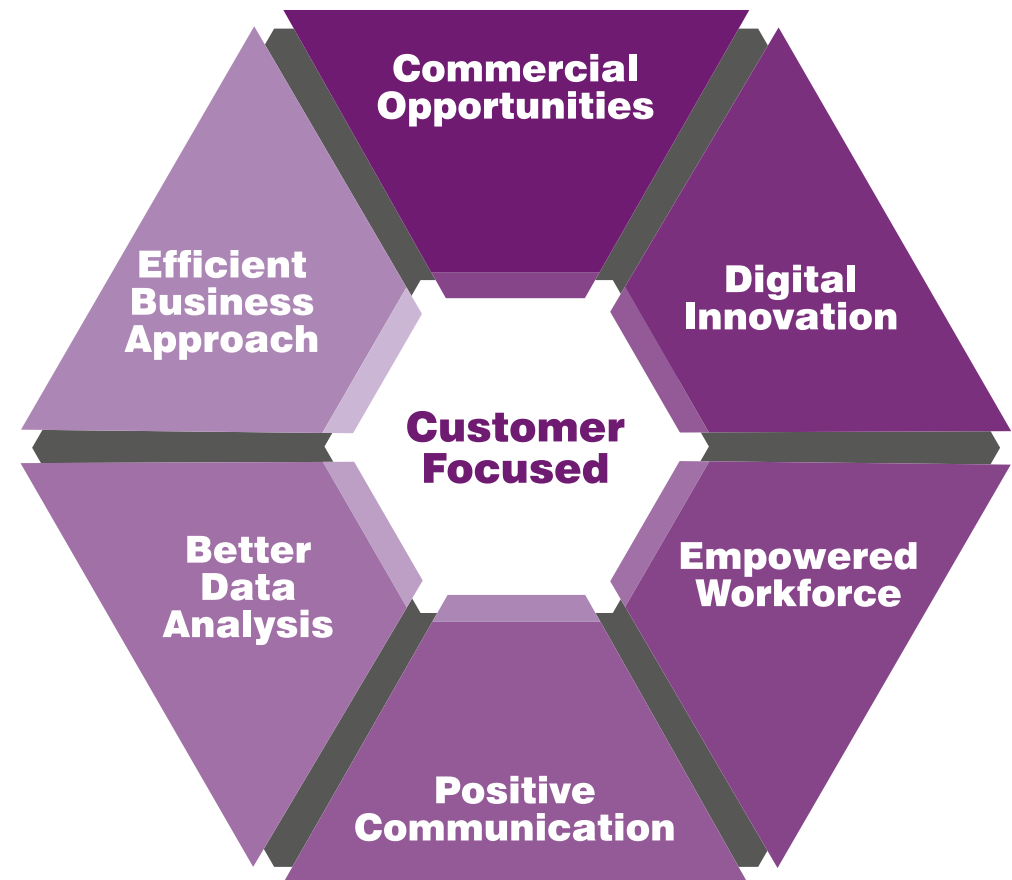 Commercial
Opportunities
Digital
Innovation
Empowered
Workforce
Positive
Communication
Better
Data
Analysis
Efficient
Business
Approach
Customer
Focused